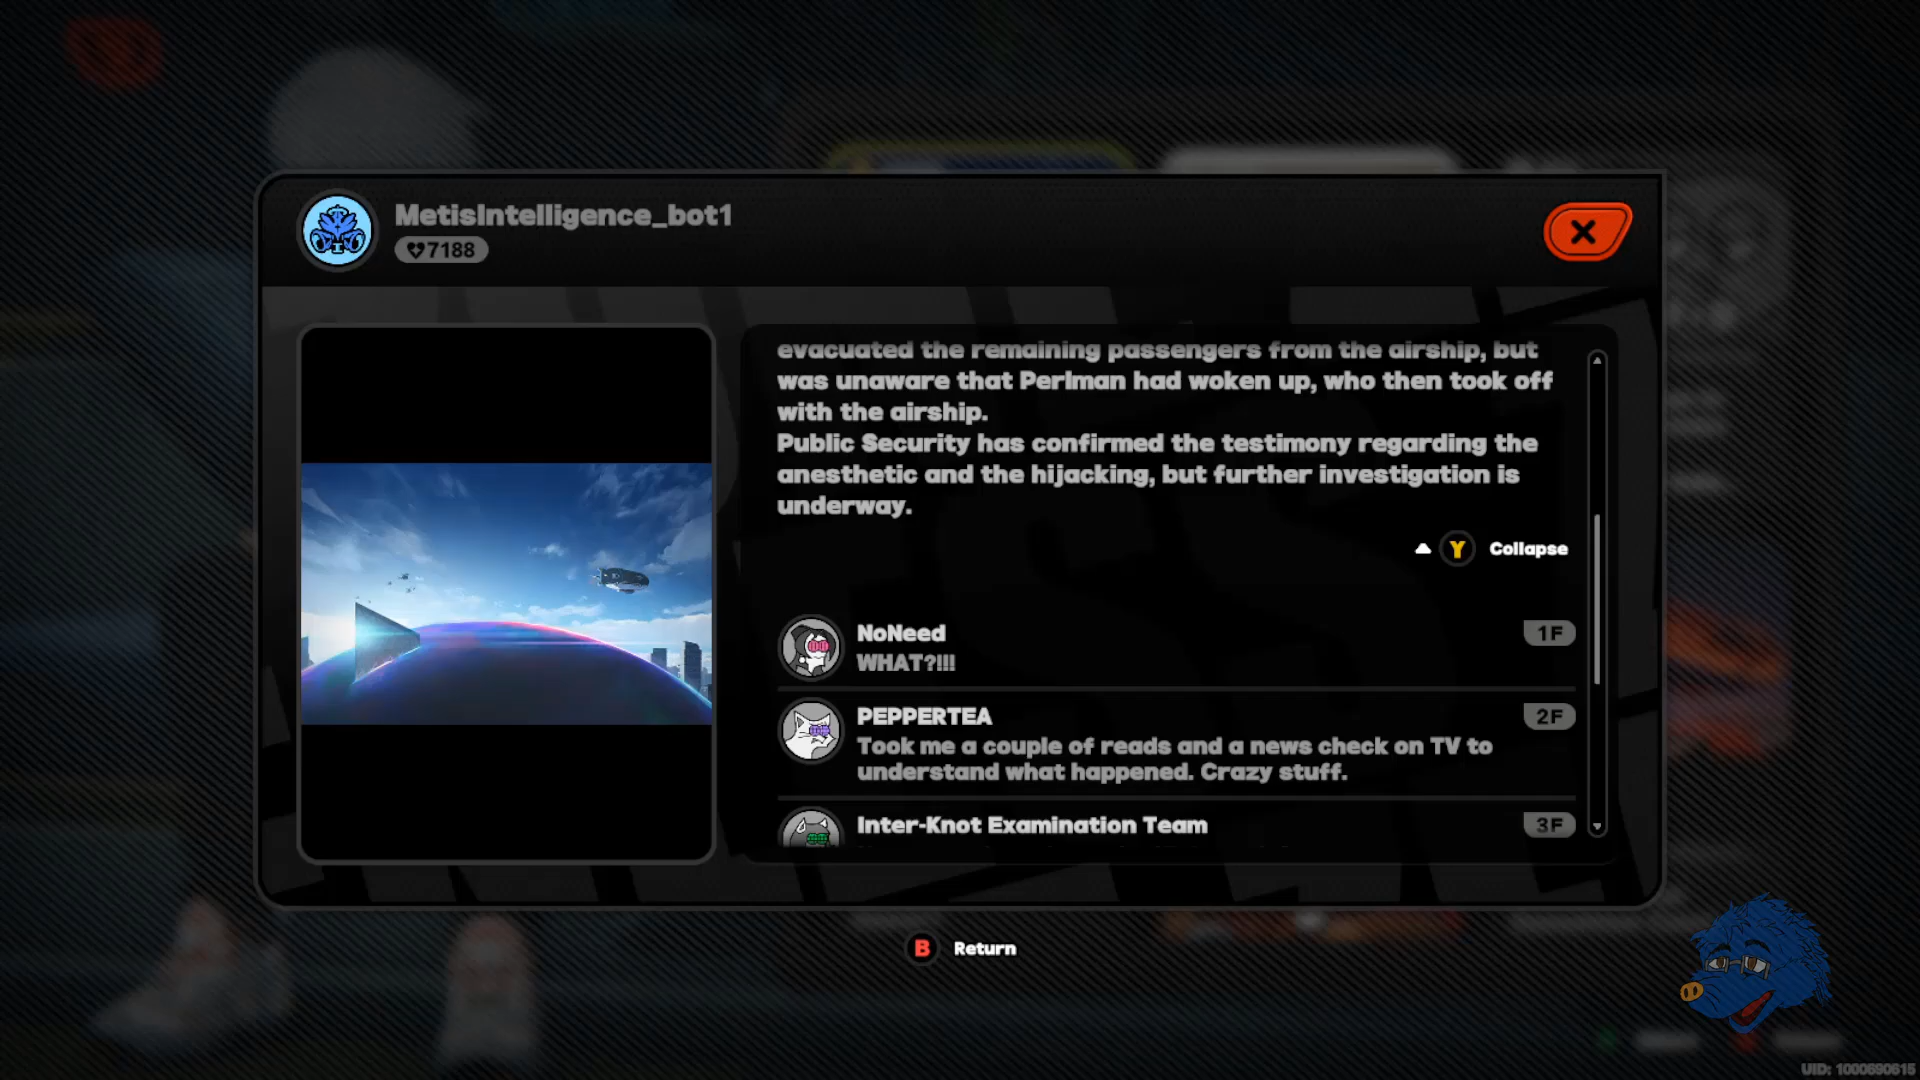 MetisIntelligence_bot1
7188
evacuated the remaining passengers from the airship, but
was unaware that Perlman had woken up, who then took off
with the airship.
Public Security has confirmed the testimony regarding the
anesthetic and the hijacking, but further investigation is
underway.
Y Collapse
NoNeed
1F
WHAT?!!!
PEPPERTEA
2F
Took me a couple of reads and a news check on TV to
understand what happened. Crazy stuff.
Inter-Knot Examination Team
3F
B Return
UID: 1000890615